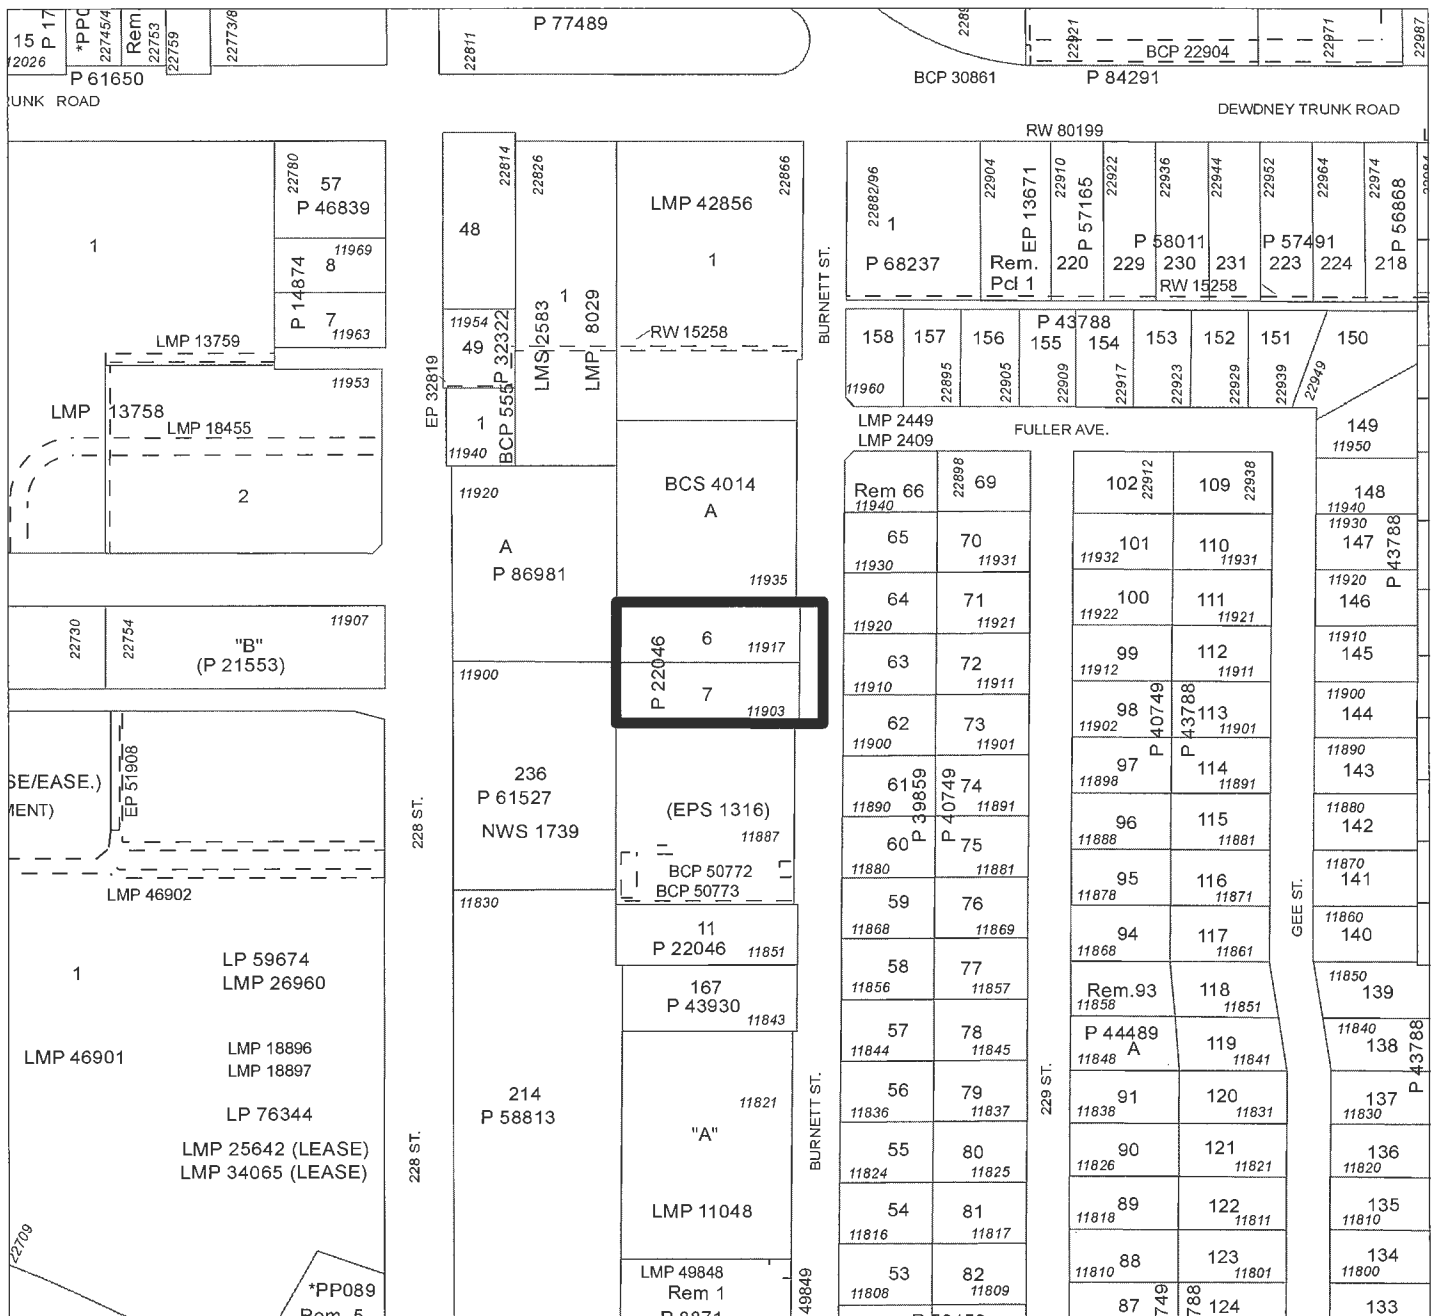 15
P 17
12026
*PP0
22745/4
Rem
22753
22759
22773/8
P 61650
UNK ROAD
22811
P 77489
BCP 30861
22921
BCP 22904
22971
22987
P 84291
DEWDNEY TRUNK ROAD
RW 80199
22780
57
P 46839
1
11969
8
P 14874
7
11963
LMP 13759
11953
LMP 13758
LMP 18455
2
22814
48
11954
49
P 32322
EP 32819
1
11940
BCP 555
22826
1
LMS 2583
LMP 8029
22866
LMP 42856
1
RW 15258
BURNETT ST.
22882/96
1
P 68237
22904
Rem.
Pcl 1
EP 13671
22910
220
P 57165
22922
229
22936
P 58011
230
22944
231
22952
P 57491
223
22964
224
22974
218
P 56868
RW 15258
158
11960
157
22895
156
22905
P 43788
155
22909
154
22917
153
22923
152
22929
151
22939
22949
150
LMP 2449
LMP 2409
FULLER AVE.
149
11950
148
11940
11930
147
P 43788
11920
146
11910
145
11900
144
11890
143
11880
142
11870
141
11860
140
11850
139
11840
138
P 43788
137
11830
136
11820
135
11810
134
11800
133
11920
A
P 86981
BCS 4014
A
11935
6
11917
P 22046
7
11903
22730
22754
11907
"B"
(P 21553)
11900
236
P 61527
NWS 1739
(EPS 1316)
11887
BCP 50772
BCP 50773
11830
11
P 22046
11851
167
P 43930
11843
214
P 58813
11821
"A"
LMP 11048
LMP 49848
Rem 1
49849
SE/EASE.)
MENT)
EP 51908
228 ST.
LMP 46902
1
LP 59674
LMP 26960
LMP 46901
LMP 18896
LMP 18897
LP 76344
LMP 25642 (LEASE)
LMP 34065 (LEASE)
228 ST.
22709
*PP089
Rem 5
BURNETT ST.
Rem 66
11940
22898
69
65
11930
70
11931
64
11920
71
11921
63
11910
72
11911
62
11900
73
11901
61
11890
P 39859
P 40749
74
11891
60
11880
75
11881
59
11868
76
11869
58
11856
77
11857
57
11844
78
11845
56
11836
79
11837
55
11824
80
11825
54
11816
81
11817
53
11808
82
11809
229 ST.
102
22912
109
22938
101
11932
110
11931
100
11922
111
11921
99
11912
112
11911
98
11902
P 40749
P 43788
113
11901
97
11898
114
11891
96
11888
115
11881
95
11878
116
11871
94
11868
117
11861
Rem.93
11858
118
11851
P 44489
A
11848
119
11841
91
11838
120
11831
90
11826
121
11821
89
11818
122
11811
88
11810
123
11801
87
749
788
124
GEE ST.